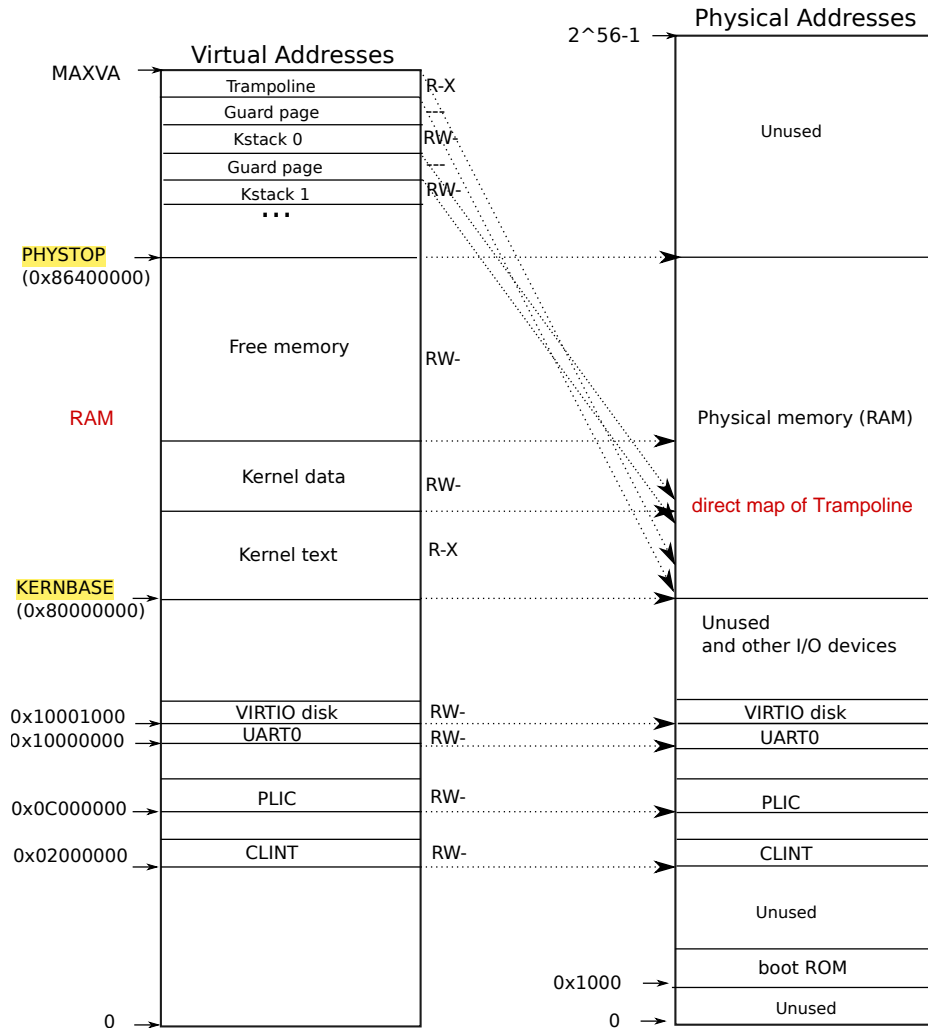 Physical Addresses
2^56-1
Virtual Addresses
MAXVA
Trampoline
R-X
Guard page
---
Kstack 0
RW-
Guard page
---
Kstack 1
RW-
...
Unused
PHYSTOP
(0x86400000)
Free memory
RW-
RAM
Physical memory (RAM)
Kernel data
RW-
direct map of Trampoline
Kernel text
R-X
KERNBASE
(0x80000000)
Unused
and other I/O devices
0x10001000
VIRTIO disk
RW-
VIRTIO disk
0x10000000
UART0
RW-
UART0
0x0C000000
PLIC
RW-
PLIC
0x02000000
CLINT
RW-
CLINT
Unused
boot ROM
0x1000
Unused
0
0